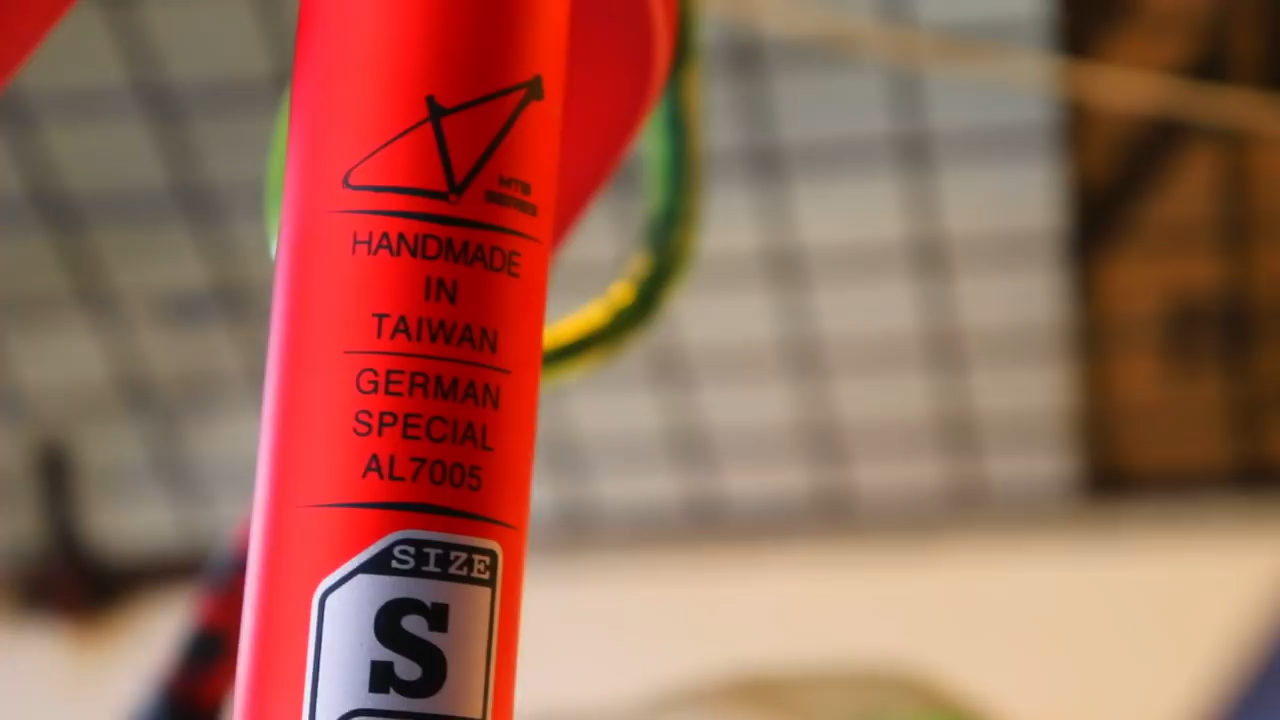 MTB
SERIES
HANDMADE
IN
TAIWAN
GERMAN
SPECIAL
AL7005
SIZE
S